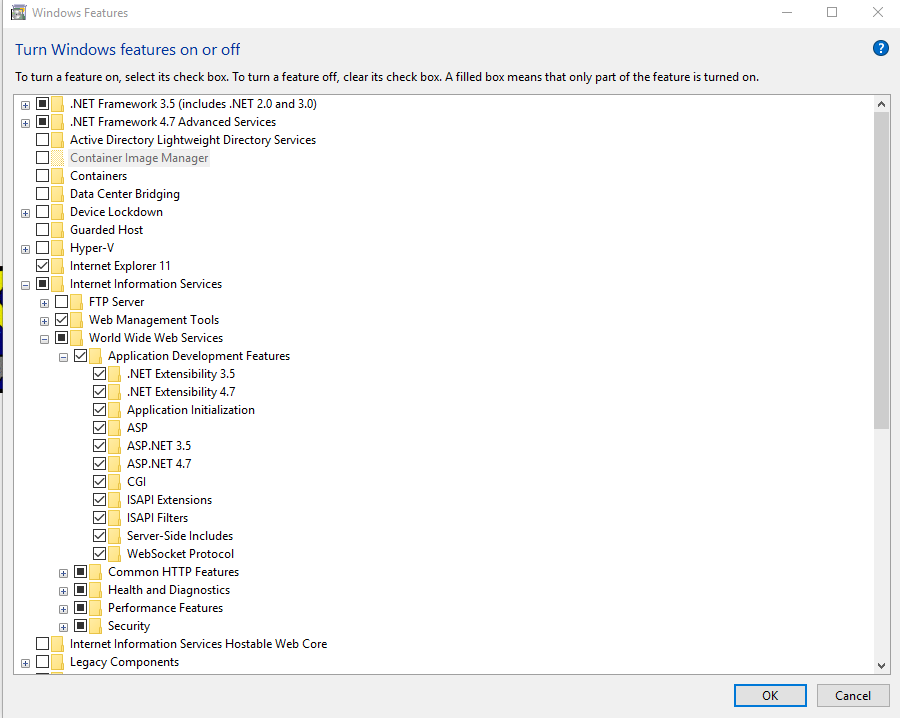 Windows Features
Turn Windows features on or off
?
To turn a feature on, select its check box. To turn a feature off, clear its check box. A filled box means that only part of the feature is turned on.
.NET Framework 3.5 (includes .NET 2.0 and 3.0)
.NET Framework 4.7 Advanced Services
Active Directory Lightweight Directory Services
Container Image Manager
Containers
Data Center Bridging
Device Lockdown
Guarded Host
Hyper-V
Internet Explorer 11
Internet Information Services
FTP Server
Web Management Tools
World Wide Web Services
Application Development Features
.NET Extensibility 3.5
.NET Extensibility 4.7
Application Initialization
ASP
ASP.NET 3.5
ASP.NET 4.7
CGI
ISAPI Extensions
ISAPI Filters
Server-Side Includes
WebSocket Protocol
Common HTTP Features
Health and Diagnostics
Performance Features
Security
Internet Information Services Hostable Web Core
Legacy Components
OK
Cancel